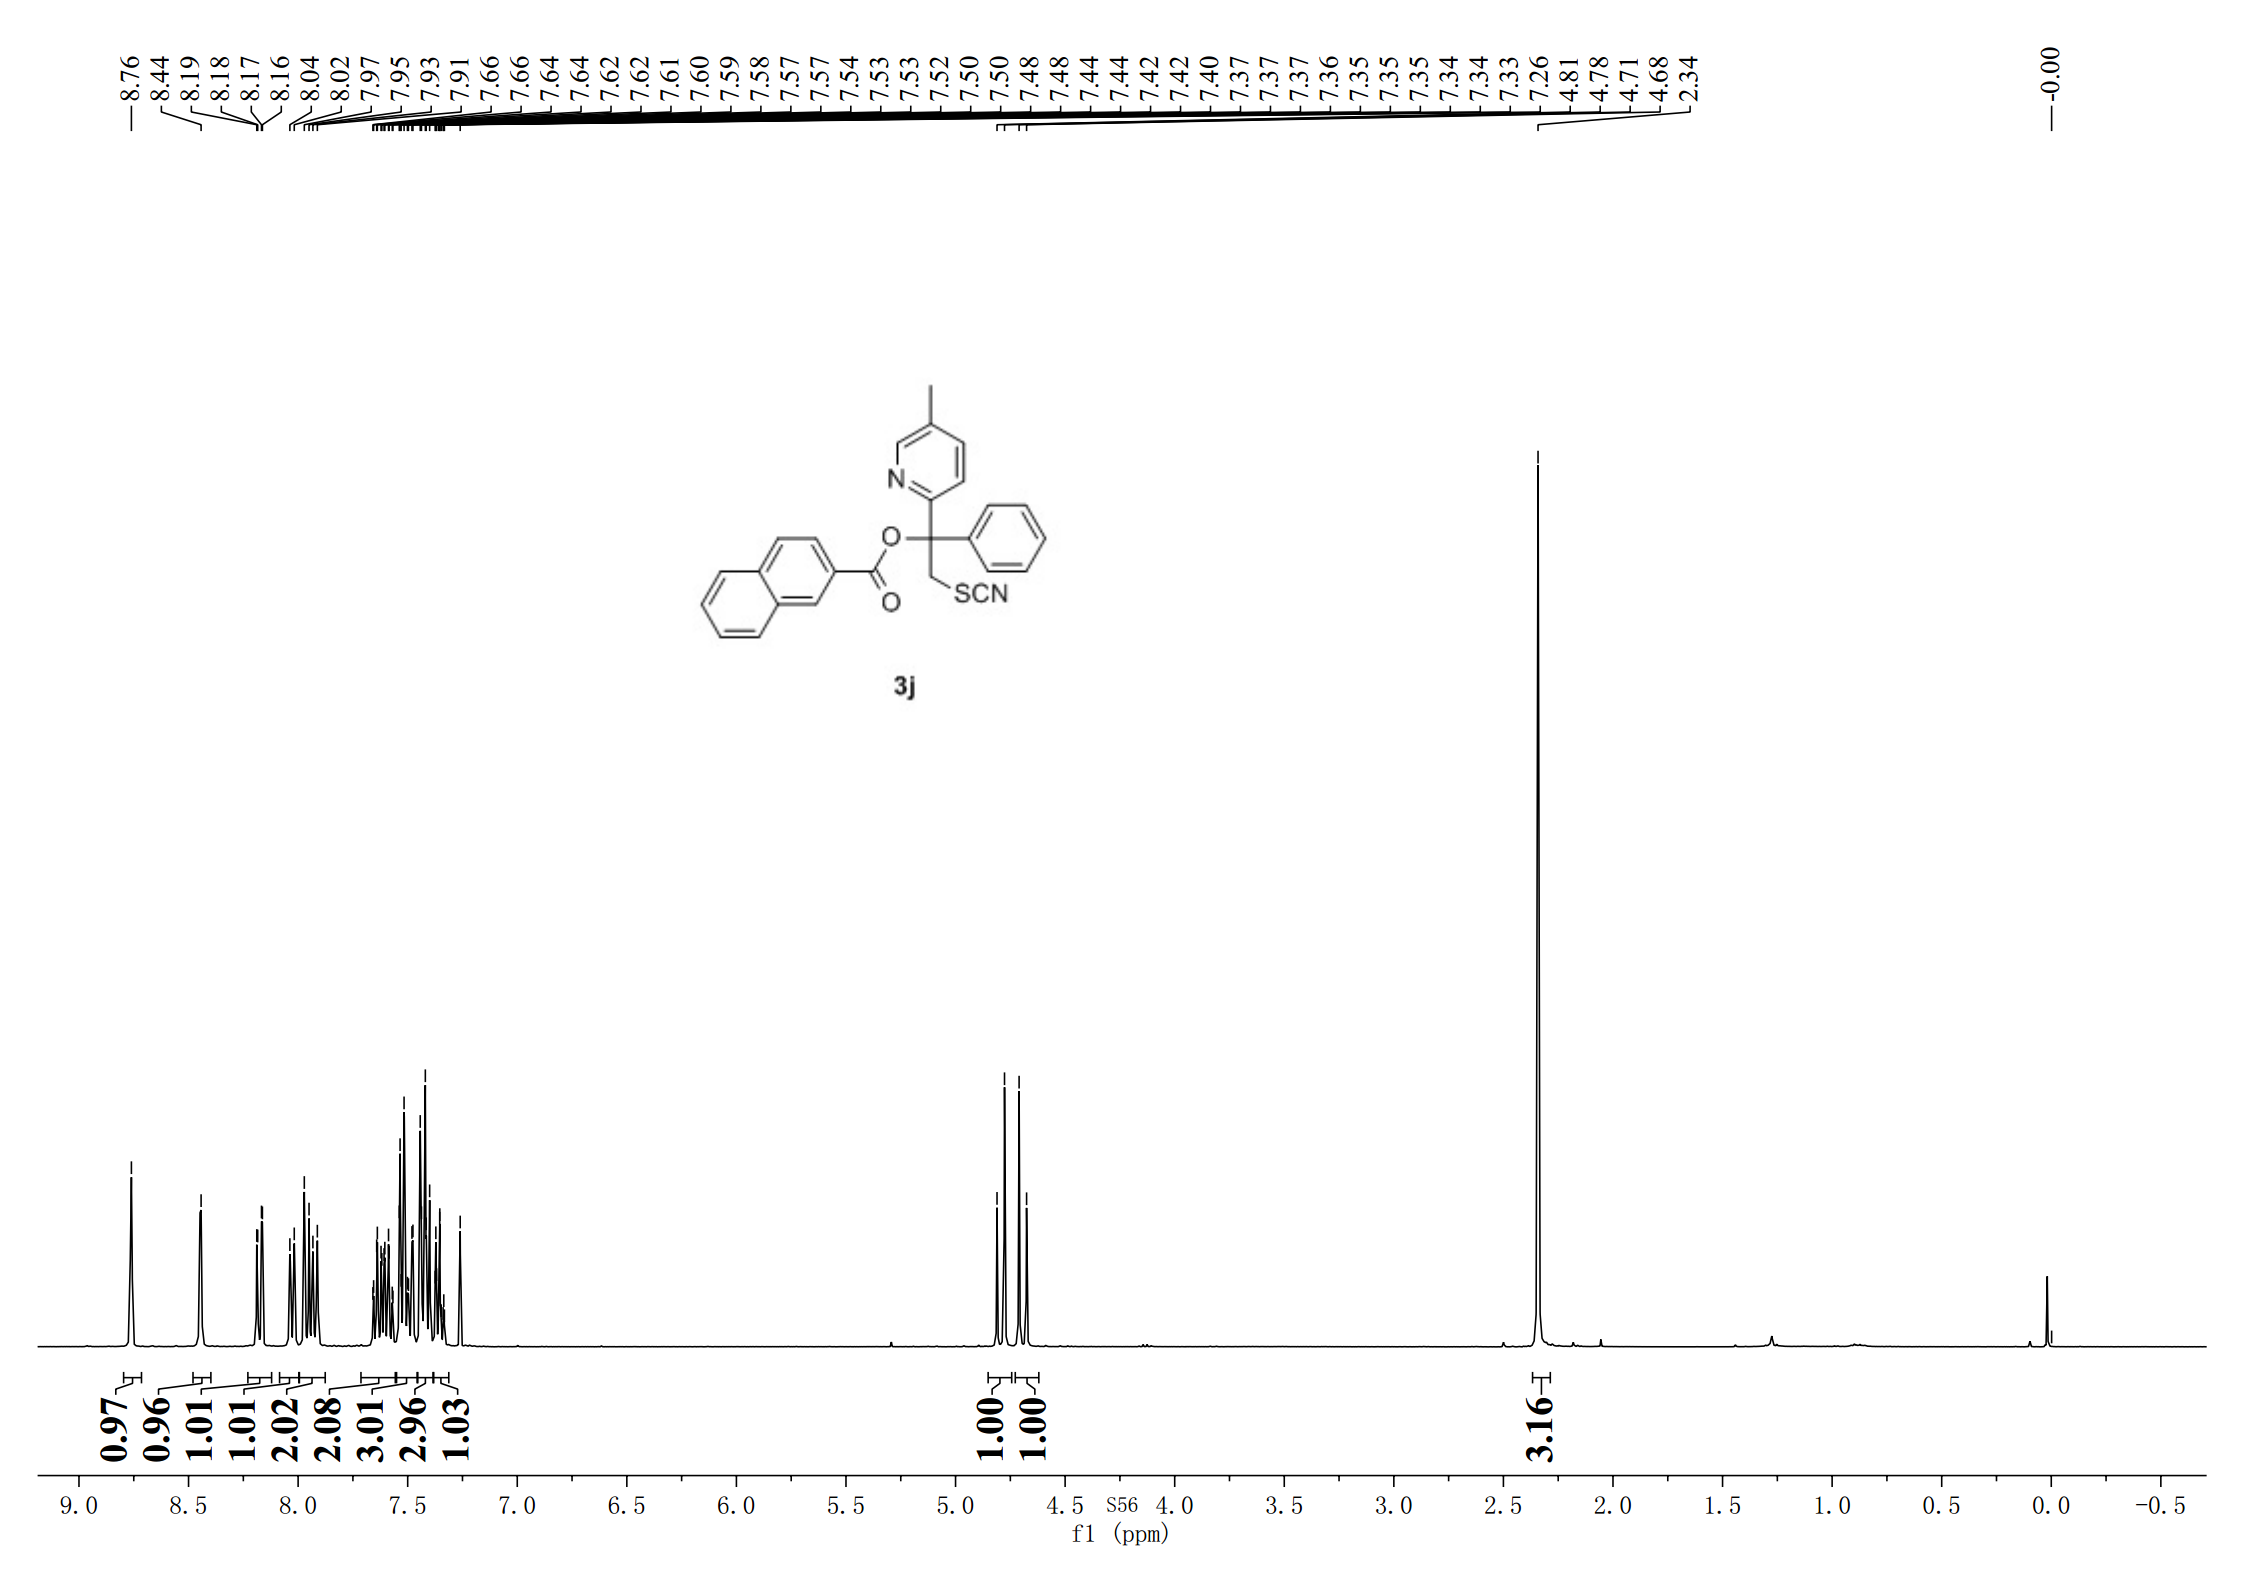 8.76 8.44 8.19 8.18 8.17 8.16 8.04 8.02 7.97 7.95 7.93 7.91 7.66 7.66 7.64 7.64 7.62 7.62 7.61 7.60 7.59 7.58 7.57 7.57 7.54 7.53 7.53 7.52 7.50 7.50 7.48 7.48 7.44 7.44 7.42 7.42 7.40 7.37 7.37 7.37 7.36 7.35 7.35 7.35 7.34 7.34 7.33 7.26 4.81 4.78 4.71 4.68 2.34 -0.00
N
O
O
SCN
3j
0.97 0.96 1.01 1.01 2.02 2.08 3.01 2.96 1.03 1.00 1.00 3.16
9.0 8.5 8.0 7.5 7.0 6.5 6.0 5.5 5.0 4.5 S56 4.0 3.5 3.0 2.5 2.0 1.5 1.0 0.5 0.0 -0.5
f1 (ppm)